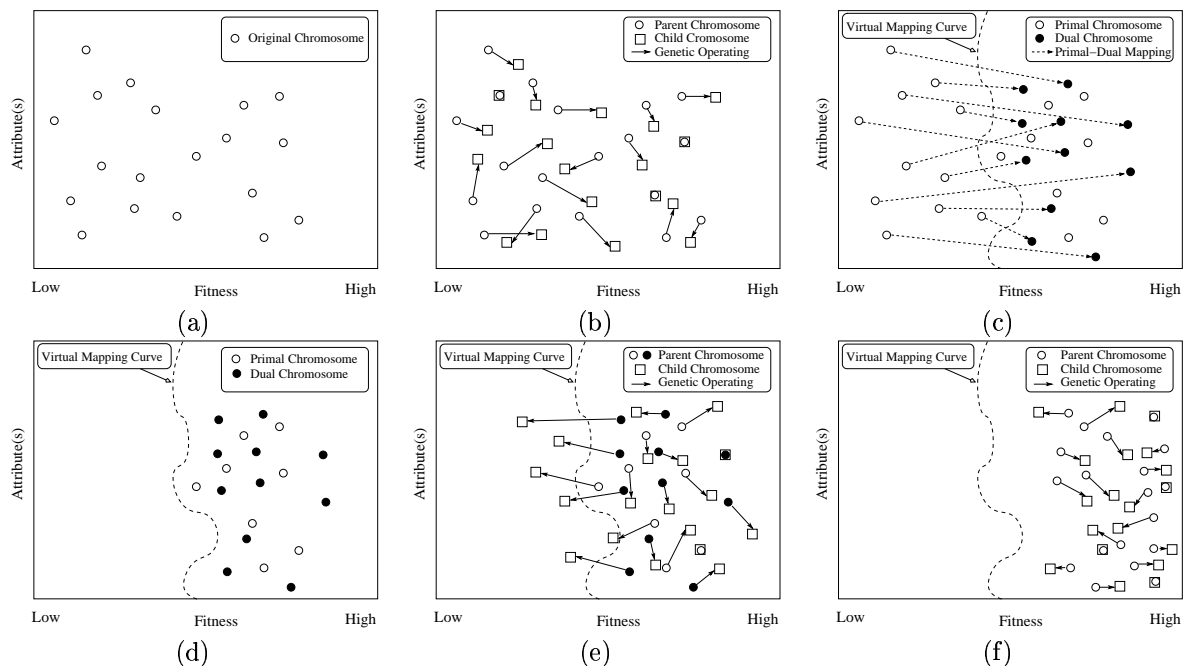 Original Chromosome
Attribute(s)
Low Fitness High
(a)
Parent Chromosome
Child Cromosome
Genetic Operating
Attribute(s)
Low Fitness High
(b)
Virtual Mapping Curve
Primal Chromosome
Dual Chromosome
Primal-Dual Mapping
Attribute(s)
Low Fitness High
(c)
Virtual Mapping Curve
Primal Chromosome
Dual Chromosome
Attribute(s)
Low Fitness High
(d)
Virtual Mapping Curve
Parent Chromosome
Child Chromosome
Genetic Operating
Attribute(s)
Low Fitness High
(e)
Virtual Mapping Curve
Parent Chromosome
Child Chromosome
Genetic Operating
Attribute(s)
Low Fitness High
(f)